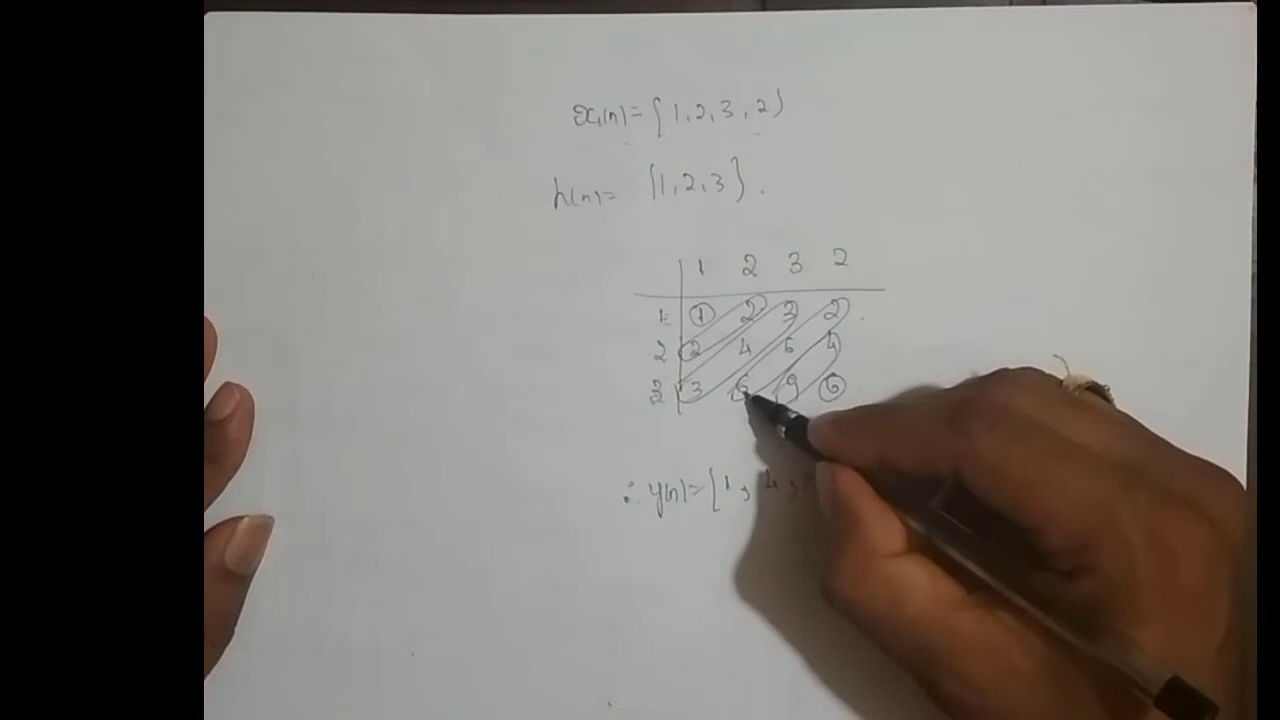 x(n) = {1, 2, 3, 2}
h(n) = {1, 2, 3}.
1 2 3 2
1 1 2 3 2
2 2 4 6 4
3 3 6 9 6
∴ y(n) = {1, 4,